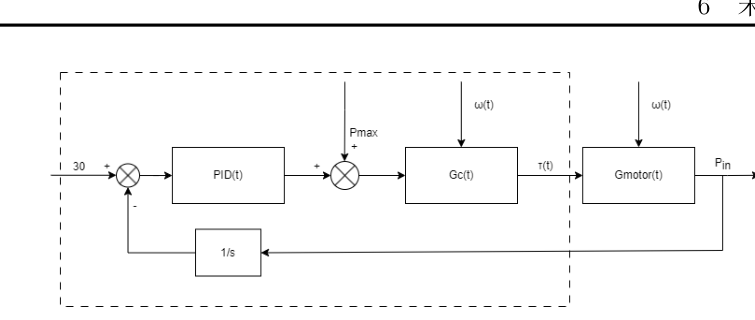 6
ω(t)
ω(t)
Pmax
+
30
+
PID(t)
+
Gc(t)
τ(t)
Gmotor(t)
Pin
-
1/s